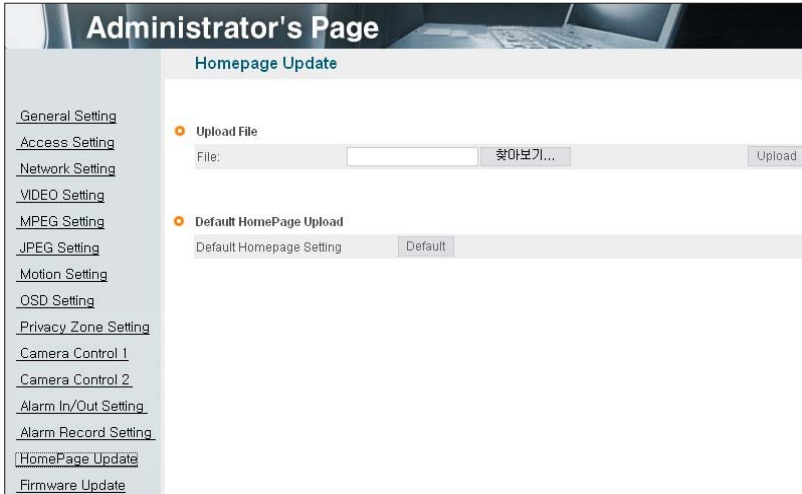 Administrator's Page
Homepage Update
General Setting
Access Setting
Network Setting
VIDEO Setting
MPEG Setting
JPEG Setting
Motion Setting
OSD Setting
Privacy Zone Setting
Camera Control 1
Camera Control 2
Alarm In/Out Setting
Alarm Record Setting
HomePage Update
Firmware Update
Upload File
File:
찾아보기...
Upload
Default HomePage Upload
Default Homepage Setting
Default